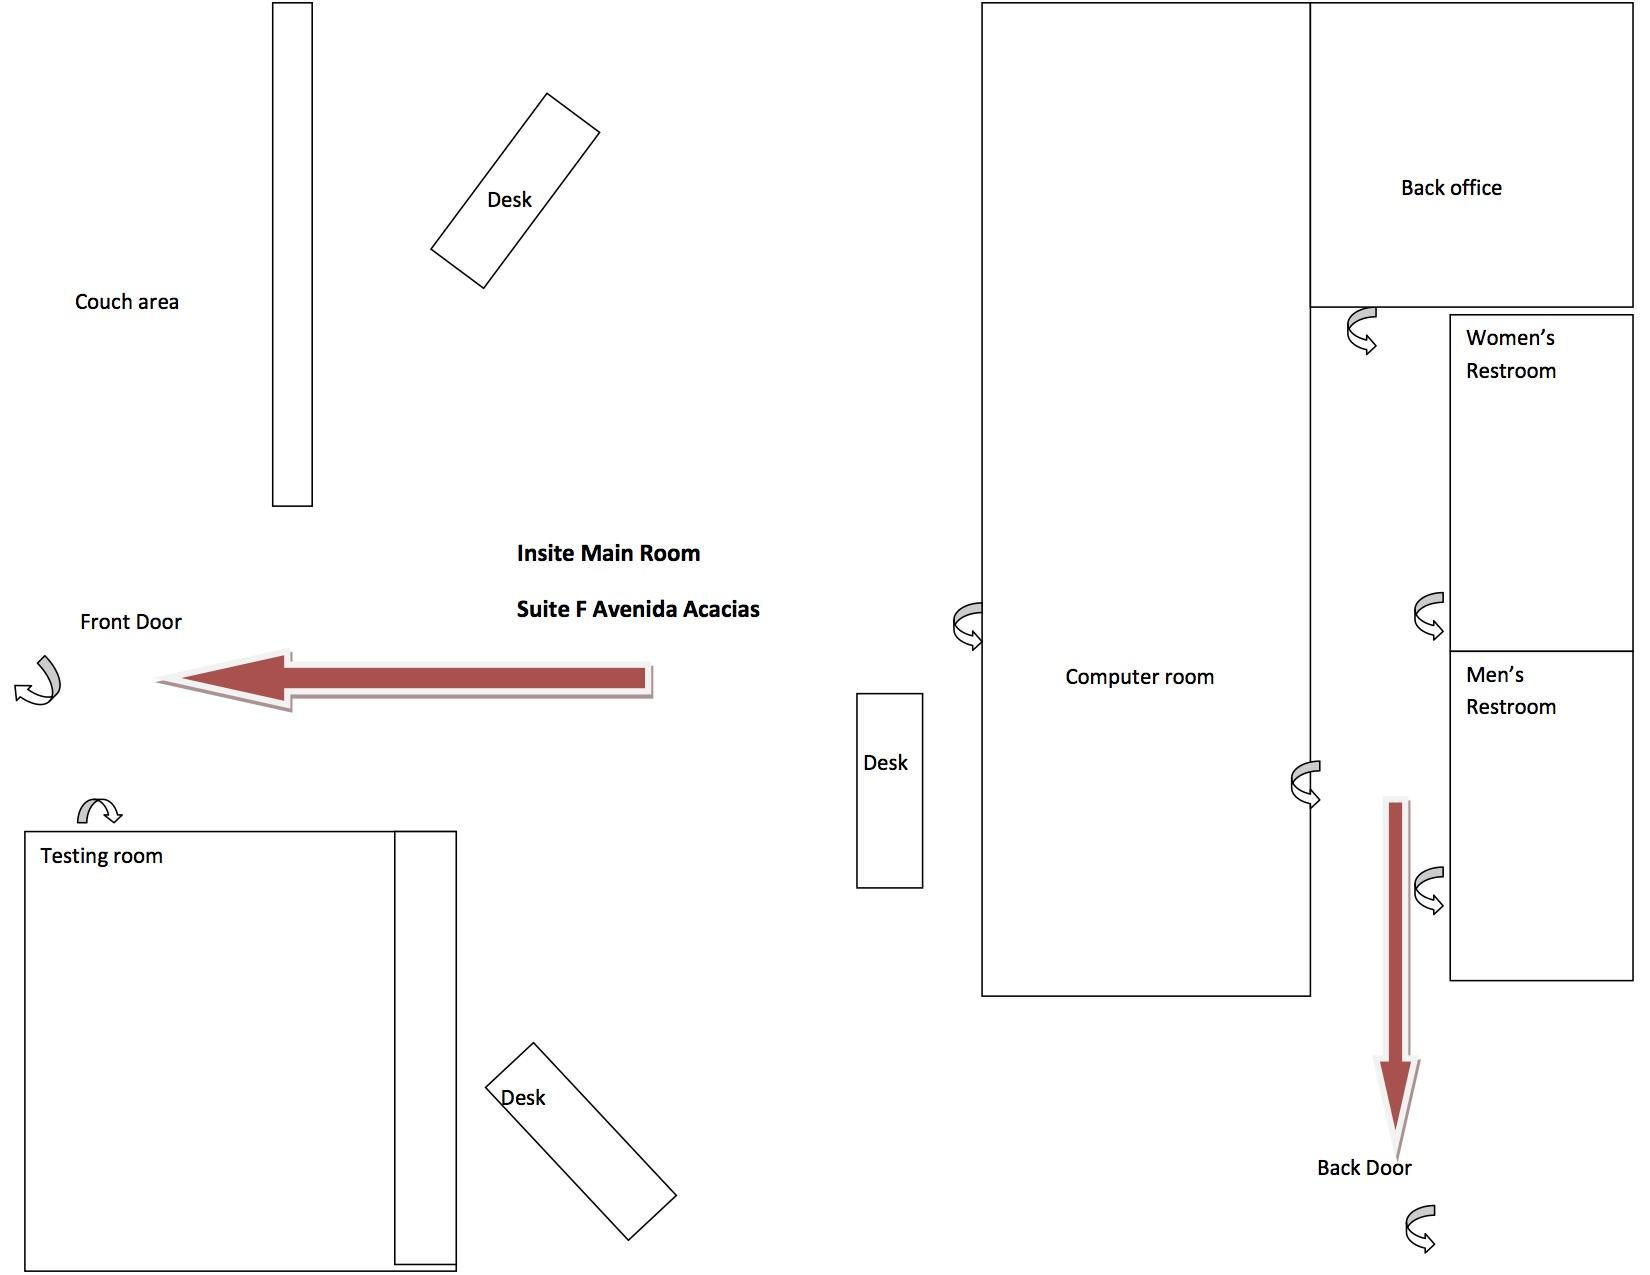 Desk
Back office
Couch area
Women’s
Restroom
Insite Main Room
Suite F Avenida Acacias
Front Door
Computer room
Men’s
Restroom
Desk
Testing room
Desk
Back Door